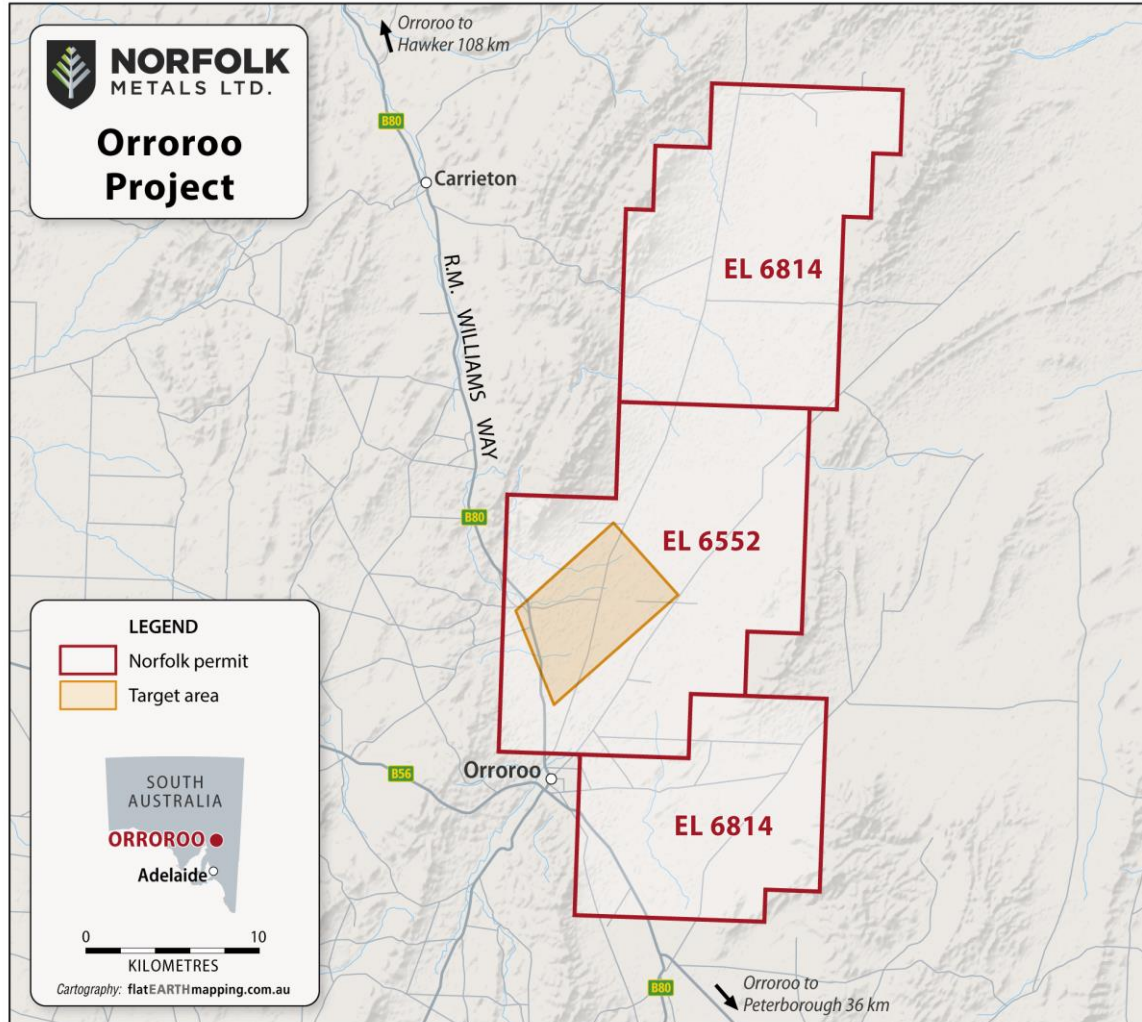 NORFOLK
METALS LTD.
Orroroo
Project
Orroroo to
Hawker 108 km
B80
Carrieton
R.M. WILLIAMS WAY
EL 6814
B80
EL 6552
LEGEND
Norfolk permit
Target area
SOUTH
AUSTRALIA
ORROROO
Adelaide
0 10
KILOMETRES
Cartography: flatEARTHmapping.com.au
B56
Orroroo
EL 6814
B80
Orroroo to
Peterborough 36 km